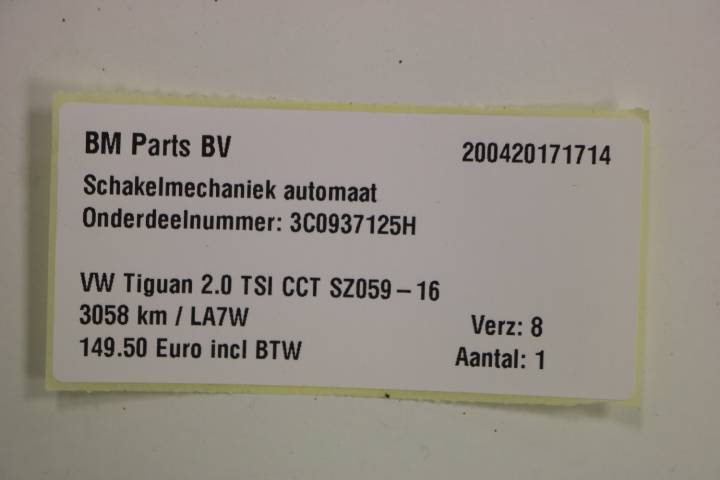 BM Parts BV 200420171714
Schakelmechaniek automaat
Onderdeelnummer: 3C0937125H
VW Tiguan 2.0 TSI CCT SZ059-16
3058 km / LA7W Verz: 8
149.50 Euro incl BTW Aantal: 1